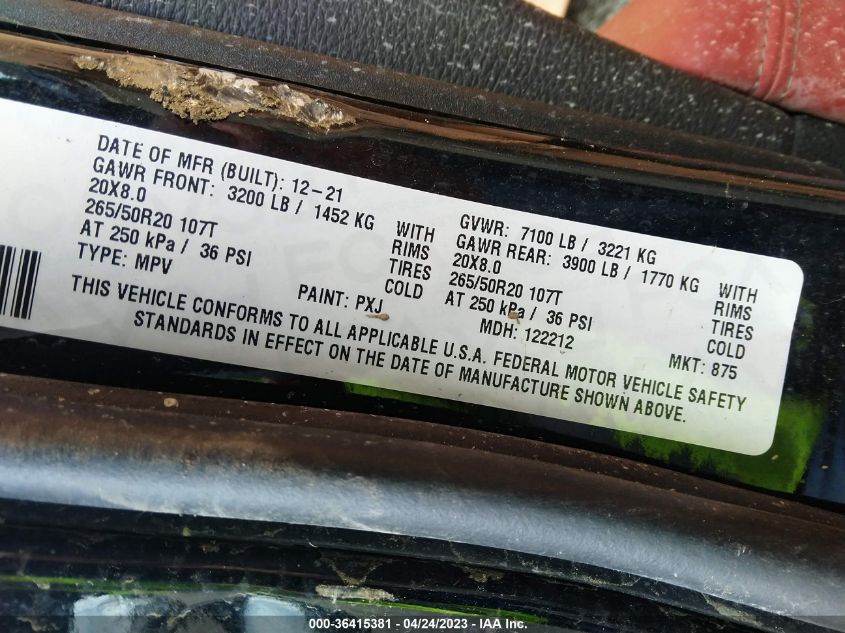 DATE OF MFR (BUILT): 12-21
GAWR FRONT: 3200 LB / 1452 KG WITH
20X8.0 RIMS
265/50R20 107T TIRES
AT 250 kPa / 36 PSI COLD
TYPE: MPV PAINT: PXJ
GVWR: 7100 LB / 3221 KG
GAWR REAR: 3900 LB / 1770 KG WITH
20X8.0 RIMS
265/50R20 107T TIRES
AT 250 kPa / 36 PSI COLD
MDH: 122212 MKT: 875
THIS VEHICLE CONFORMS TO ALL APPLICABLE U.S.A. FEDERAL MOTOR VEHICLE SAFETY
STANDARDS IN EFFECT ON THE DATE OF MANUFACTURE SHOWN ABOVE.
000-36415381 - 04/24/2023 - IAA Inc.